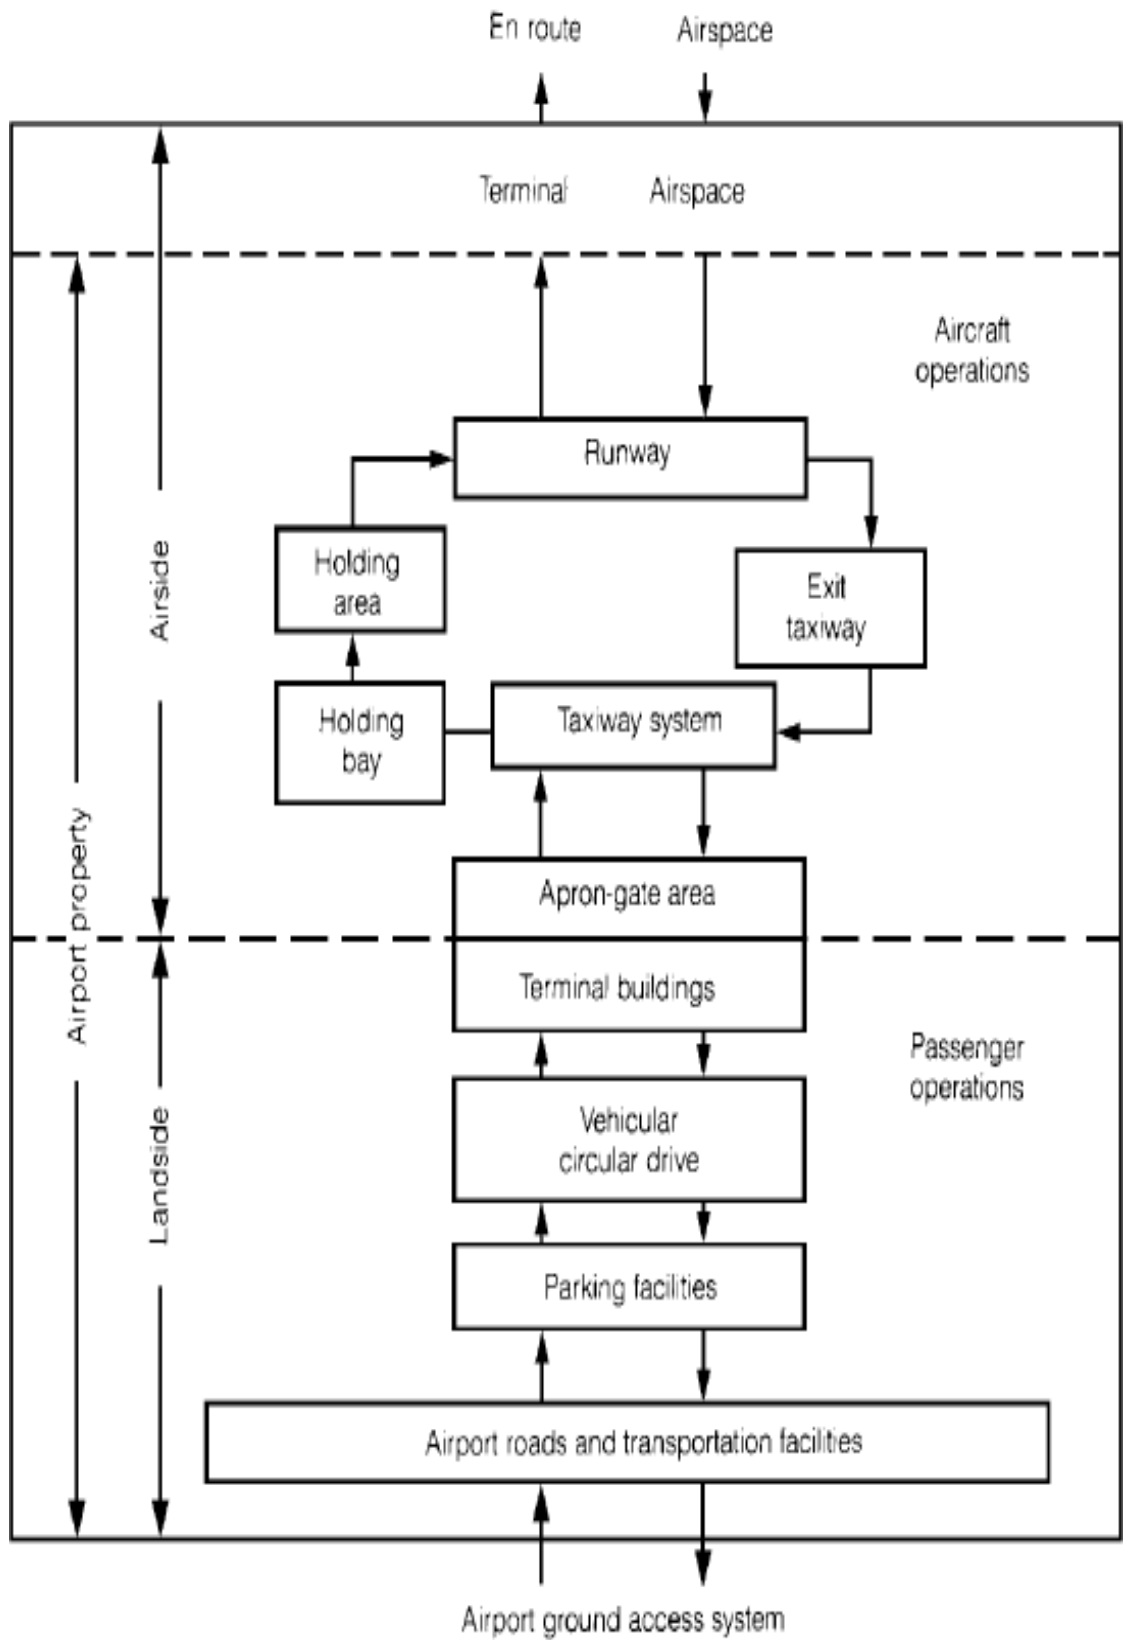 En route Airspace
Terminal Airspace
Aircraft
operations
Runway
Holding
area
Exit
taxiway
Airside
Holding
bay
Taxiway system
Airport property
Apron-gate area
Terminal buildings
Passenger
operations
Landside
Vehicular
circular drive
Parking facilities
Airport roads and transportation facilities
Airport ground access system